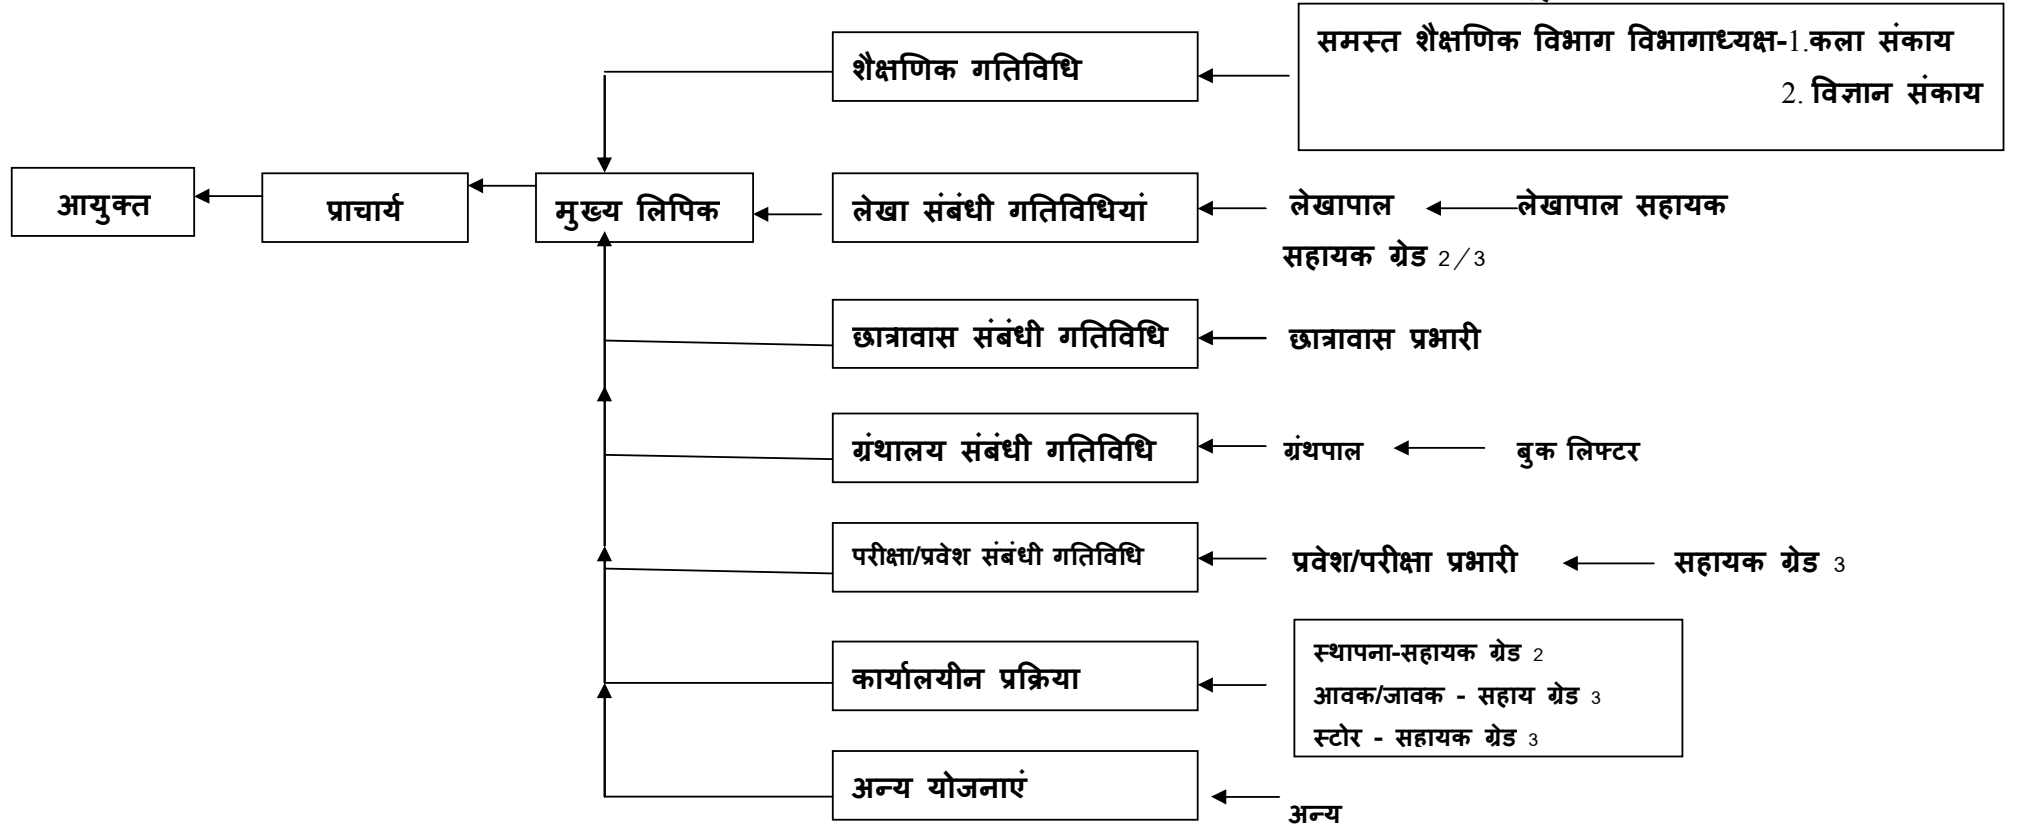 समस्त शैक्षणिक विभाग विभागाध्यक्ष-1.कला संकाय
2. विज्ञान संकाय
शैक्षणिक गतिविधि
आयुक्त
प्राचार्य
मुख्य लिपिक
लेखा संबंधी गतिविधियां
लेखापाल
लेखापाल सहायक
सहायक ग्रेड 2/3
छात्रावास संबंधी गतिविधि
छात्रावास प्रभारी
ग्रंथालय संबंधी गतिविधि
ग्रंथपाल
बुक लिफ्टर
परीक्षा/प्रवेश संबंधी गतिविधि
प्रवेश/परीक्षा प्रभारी
सहायक ग्रेड 3
कार्यालयीन प्रक्रिया
स्थापना-सहायक ग्रेड 2
आवक/जावक - सहाय ग्रेड 3
स्टोर - सहायक ग्रेड 3
अन्य योजनाएं
अन्य